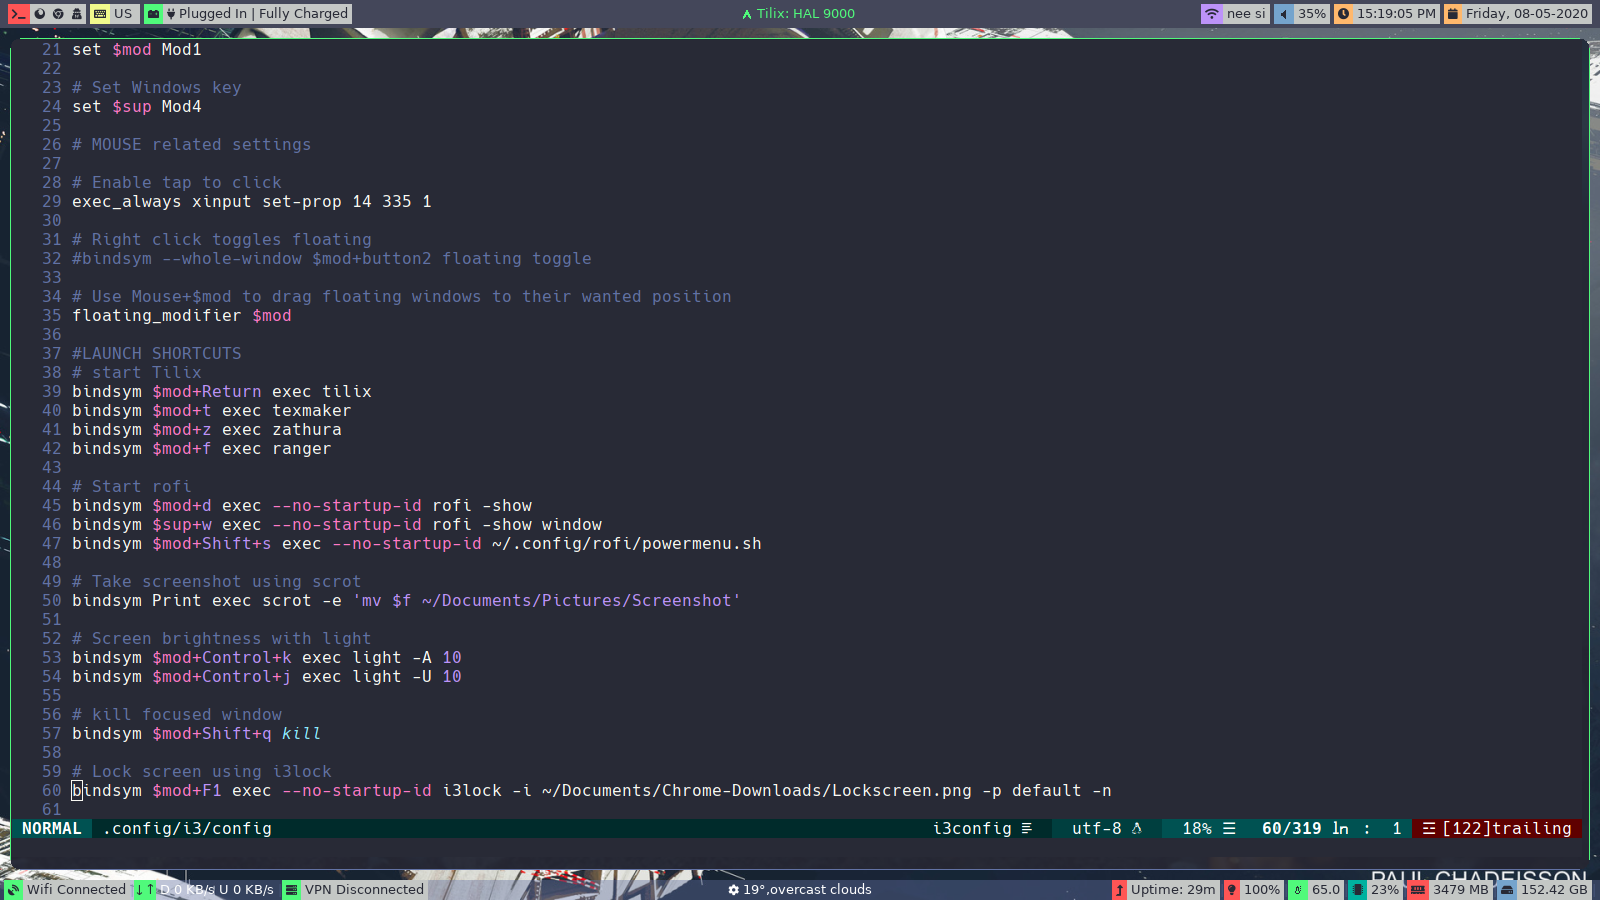 US Plugged In | Fully Charged Tilix: HAL 9000 nee si 35% 15:19:05 PM Friday, 08-05-2020
21 set $mod Mod1
22
23 # Set Windows key
24 set $sup Mod4
25
26 # MOUSE related settings
27
28 # Enable tap to click
29 exec_always xinput set-prop 14 335 1
30
31 # Right click toggles floating
32 #bindsym --whole-window $mod+button2 floating toggle
33
34 # Use Mouse+$mod to drag floating windows to their wanted position
35 floating_modifier $mod
36
37 #LAUNCH SHORTCUTS
38 # start Tilix
39 bindsym $mod+Return exec tilix
40 bindsym $mod+t exec texmaker
41 bindsym $mod+z exec zathura
42 bindsym $mod+f exec ranger
43
44 # Start rofi
45 bindsym $mod+d exec --no-startup-id rofi -show
46 bindsym $sup+w exec --no-startup-id rofi -show window
47 bindsym $mod+Shift+s exec --no-startup-id ~/.config/rofi/powermenu.sh
48
49 # Take screenshot using scrot
50 bindsym Print exec scrot -e 'mv $f ~/Documents/Pictures/Screenshot'
51
52 # Screen brightness with light
53 bindsym $mod+Control+k exec light -A 10
54 bindsym $mod+Control+j exec light -U 10
55
56 # kill focused window
57 bindsym $mod+Shift+q kill
58
59 # Lock screen using i3lock
60 bindsym $mod+F1 exec --no-startup-id i3lock -i ~/Documents/Chrome-Downloads/Lockscreen.png -p default -n
61
NORMAL .config/i3/config i3config utf-8 18% 60/319 ln : 1 [122]trailing
PAUL CHADEISSON
Wifi Connected D 0 KB/s U 0 KB/s VPN Disconnected 19°,overcast clouds Uptime: 29m 100% 65.0 23% 3479 MB 152.42 GB